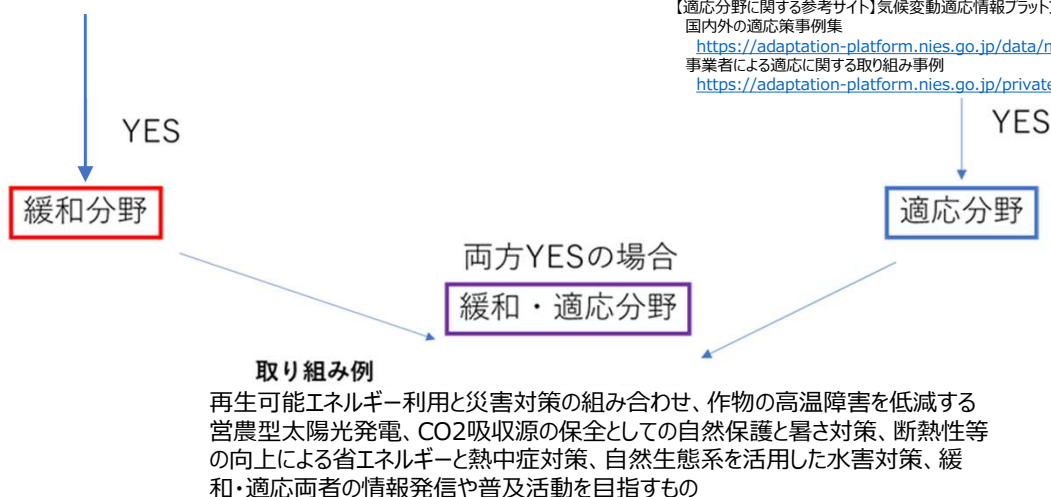 【適応分野に関する参考サイト】気候変動適応情報プラット
国内外の適応策事例集
https://adaptation-platform.nies.go.jp/data/
事業者による適応に関する取り組み事例
https://adaptation-platform.nies.go.jp/private
YES
YES
緩和分野
適応分野
両方YESの場合
緩和・適応分野
取り組み例
再生可能エネルギー利用と災害対策の組み合わせ、作物の高温障害を低減する
営農型太陽光発電、CO2吸収源の保全としての自然保護と暑さ対策、断熱性等
の向上による省エネルギーと熱中症対策、自然生態系を活用した水害対策、緩
和・適応両者の情報発信や普及活動を目指すもの